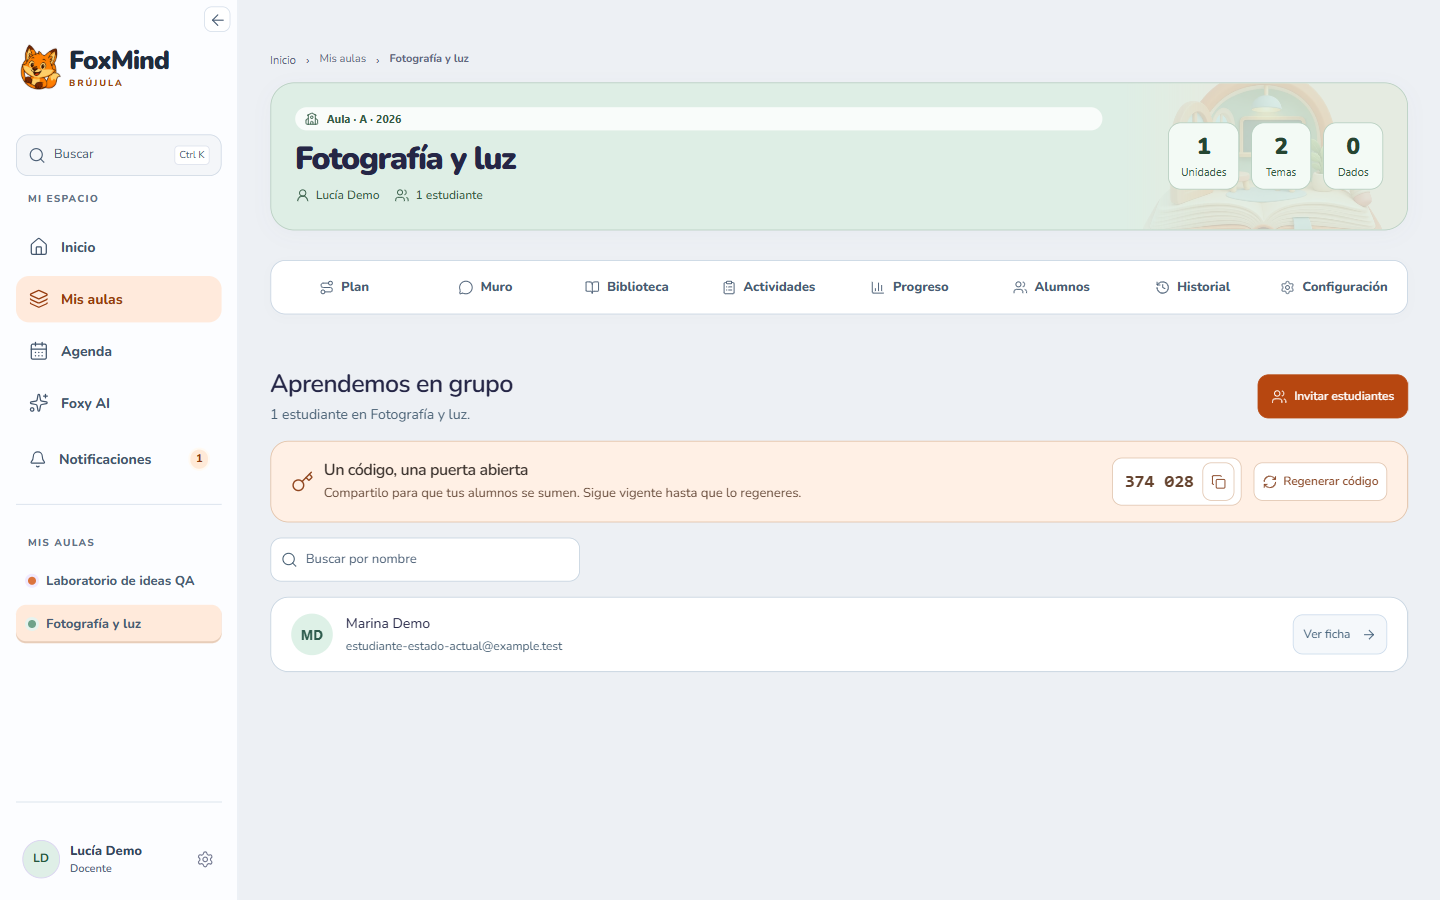 FoxMind
BRÚJULA
Buscar Ctrl K
MI ESPACIO
Inicio
Mis aulas
Agenda
Foxy AI
Notificaciones 1
MIS AULAS
Laboratorio de ideas QA
Fotografía y luz
LD Lucía Demo
Docente
Inicio › Mis aulas › Fotografía y luz
Aula · A · 2026
Fotografía y luz
Lucía Demo 1 estudiante
1 Unidades
2 Temas
0 Dados
Plan Muro Biblioteca Actividades Progreso Alumnos Historial Configuración
Aprendemos en grupo
1 estudiante en Fotografía y luz.
Invitar estudiantes
Un código, una puerta abierta
Compartilo para que tus alumnos se sumen. Sigue vigente hasta que lo regeneres.
374 028
Regenerar código
Buscar por nombre
MD Marina Demo
estudiante-estado-actual@example.test
Ver ficha